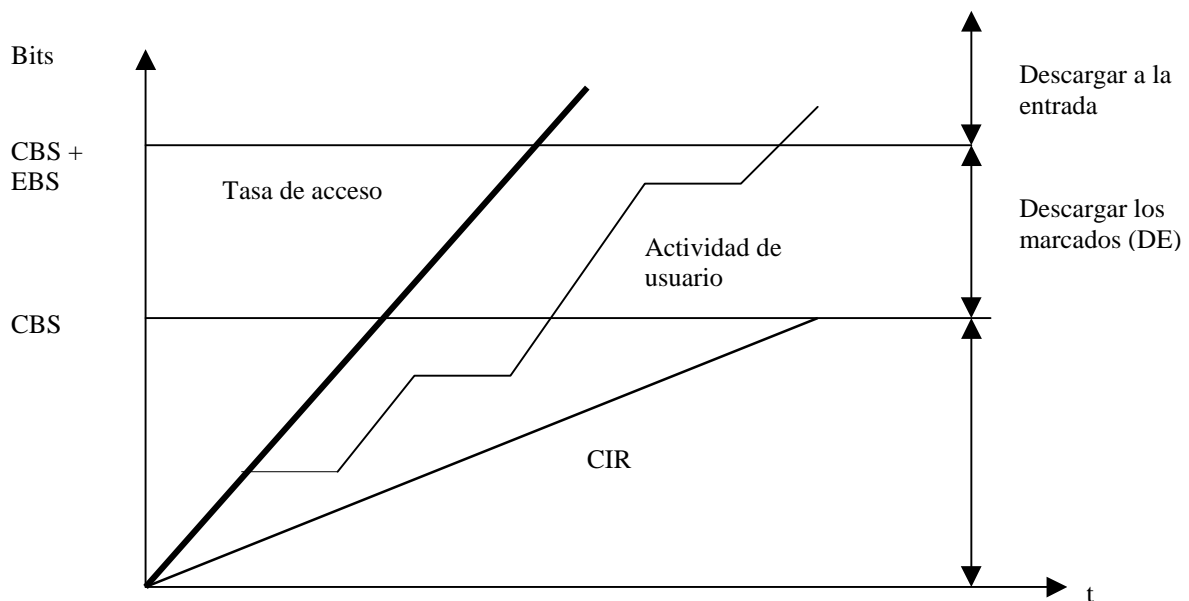 Bits
Descargar a la
entrada
CBS +
EBS
Tasa de acceso
Descargar los
marcados (DE)
Actividad de
usuario
CBS
CIR
t